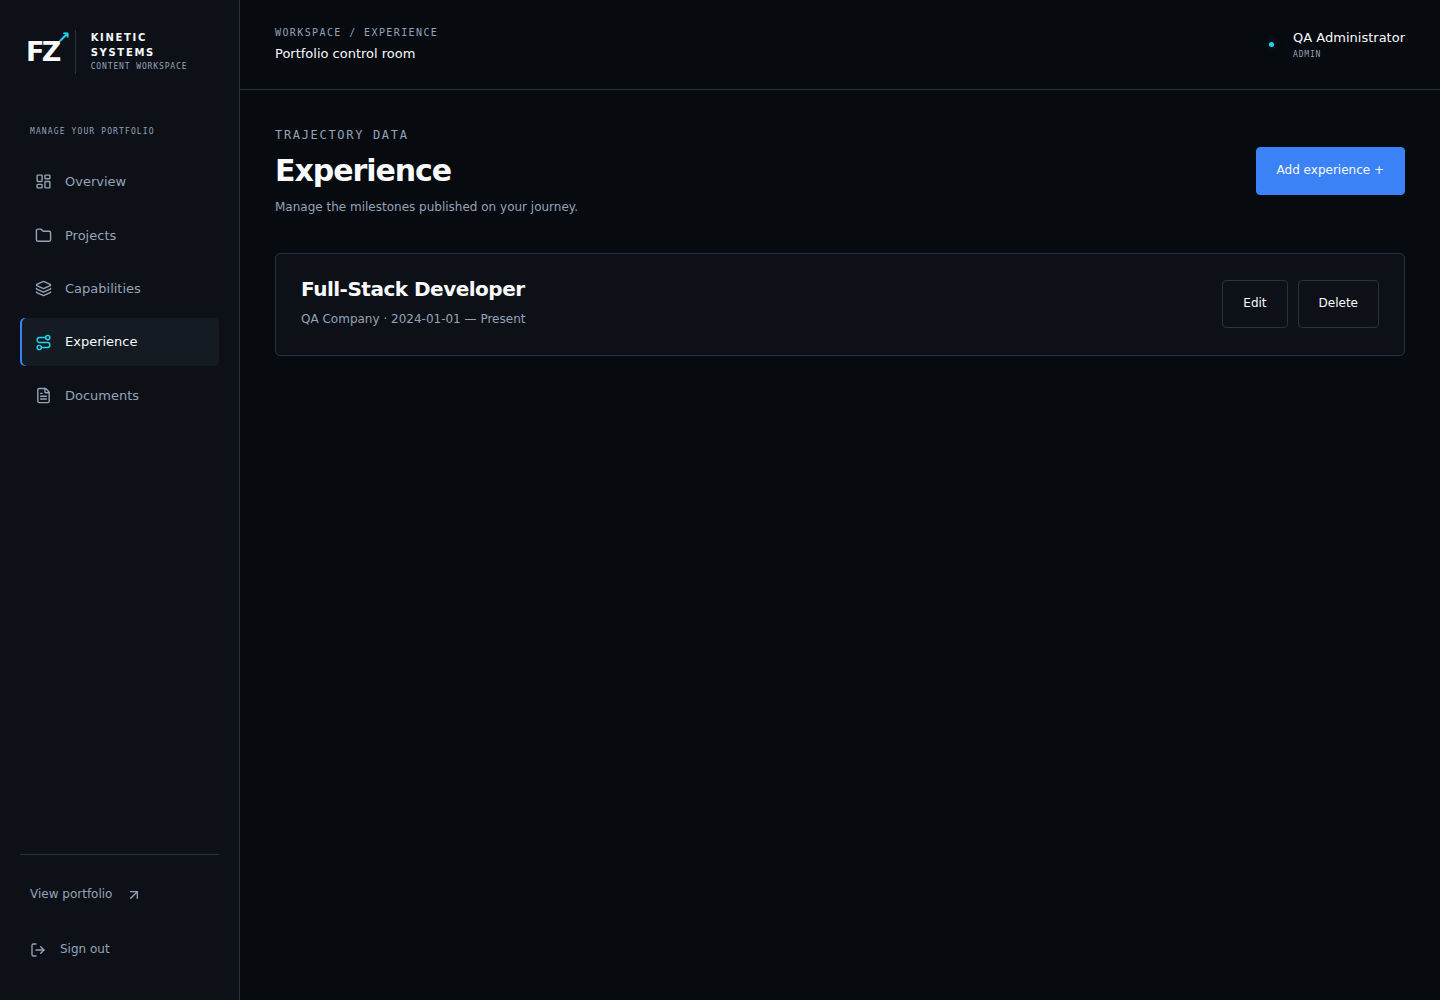 FZ
KINETIC
SYSTEMS
CONTENT WORKSPACE
MANAGE YOUR PORTFOLIO
Overview
Projects
Capabilities
Experience
Documents
View portfolio
Sign out
WORKSPACE / EXPERIENCE
Portfolio control room
QA Administrator
ADMIN
TRAJECTORY DATA
Experience
Manage the milestones published on your journey.
Add experience +
Full-Stack Developer
QA Company · 2024-01-01 — Present
Edit
Delete